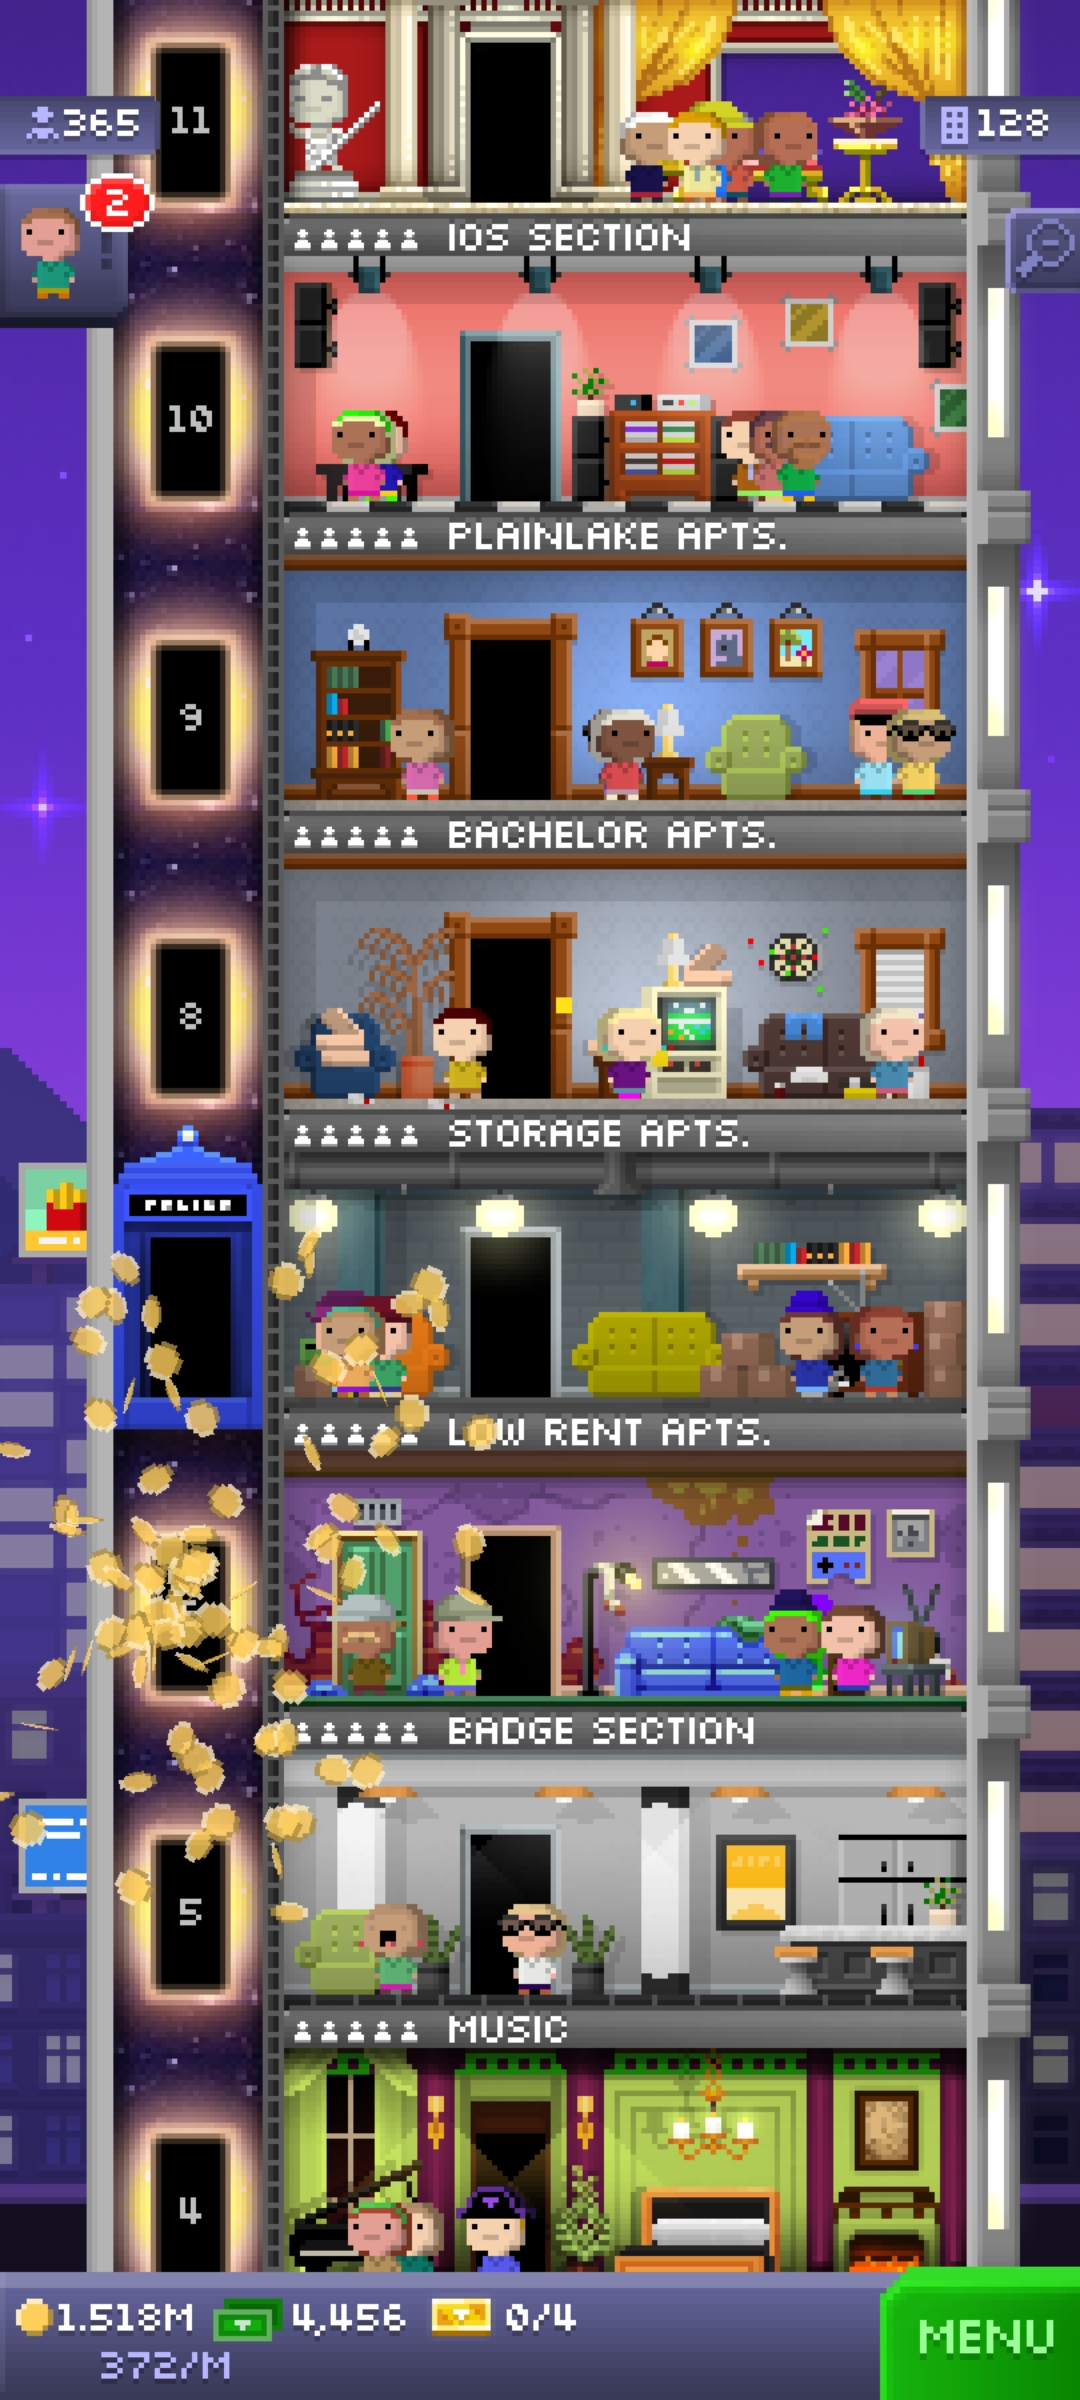 11
365
128
2
IOS SECTION
10
PLAINLAKE APTS.
9
BACHELOR APTS.
8
STORAGE APTS.
POLICE
LOW RENT APTS.
BADGE SECTION
5
MUSIC
4
1.518M 4,456 0/4
372/M
MENU